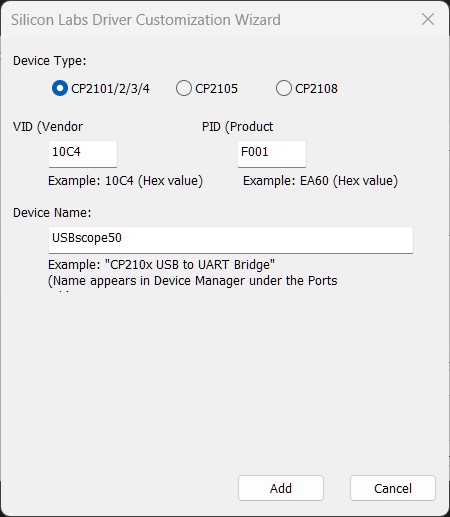 Silicon Labs Driver Customization Wizard
Device Type:
CP2101/2/3/4 CP2105 CP2108
VID (Vendor PID (Product
10C4 F001
Example: 10C4 (Hex value) Example: EA60 (Hex value)
Device Name:
USBscope50
Example: "CP210x USB to UART Bridge"
(Name appears in Device Manager under the Ports
Add Cancel